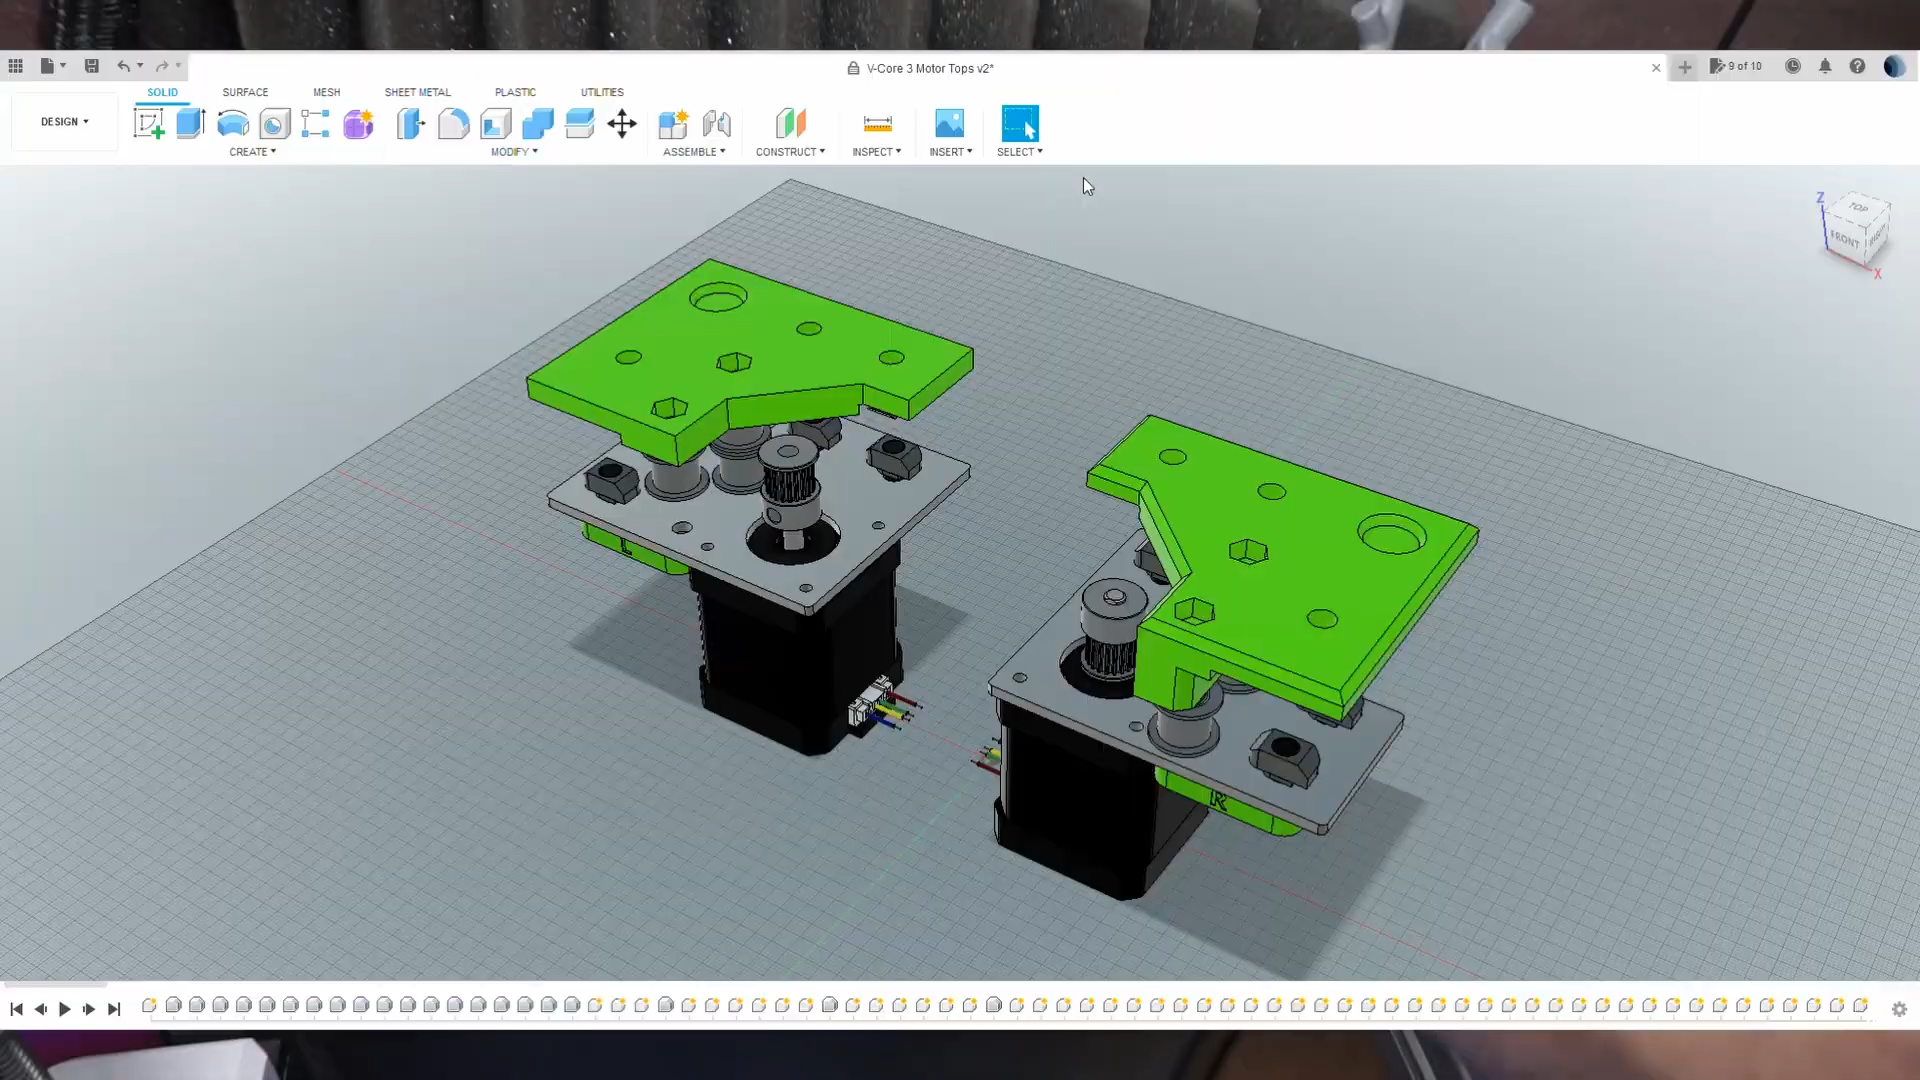 V-Core 3 Motor Tops v2*
9 of 10
SOLID
SURFACE
MESH
SHEET METAL
PLASTIC
UTILITIES
DESIGN
CREATE
MODIFY
ASSEMBLE
CONSTRUCT
INSPECT
INSERT
SELECT
Z
TOP
FRONT
RIGHT
X
L
R